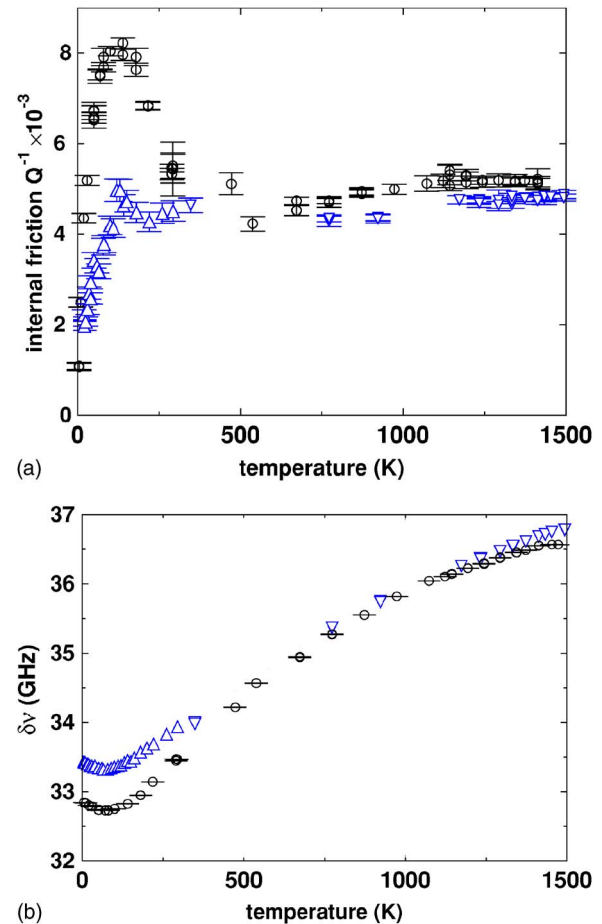 internal friction Q⁻¹ ×10⁻³
8
6
4
2
0
0 500 1000 1500
(a) temperature (K)
δν (GHz)
37
36
35
34
33
32
0 500 1000 1500
(b) temperature (K)